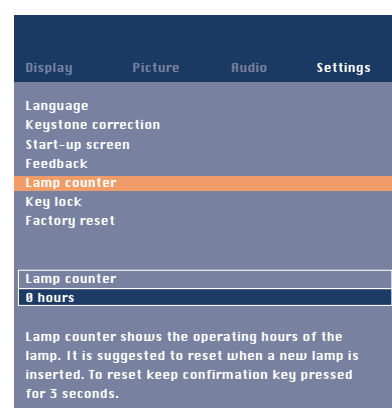 Display Picture Audio Settings
Language
Keystone correction
Start-up screen
Feedback
Lamp counter
Key lock
Factory reset
Lamp counter
0 hours
Lamp counter shows the operating hours of the
lamp. It is suggested to reset when a new lamp is
inserted. To reset keep confirmation key pressed
for 3 seconds.